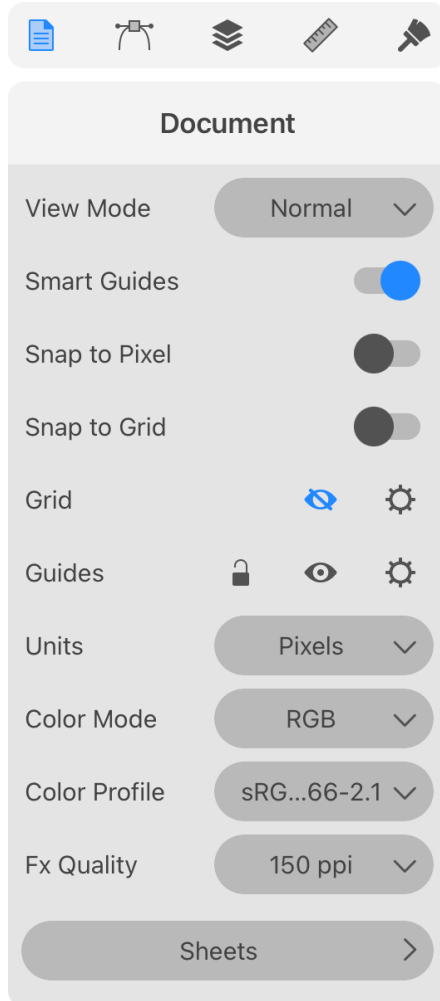 Document
View Mode Normal
Smart Guides
Snap to Pixel
Snap to Grid
Grid
Guides
Units Pixels
Color Mode RGB
Color Profile sRG...66-2.1
Fx Quality 150 ppi
Sheets